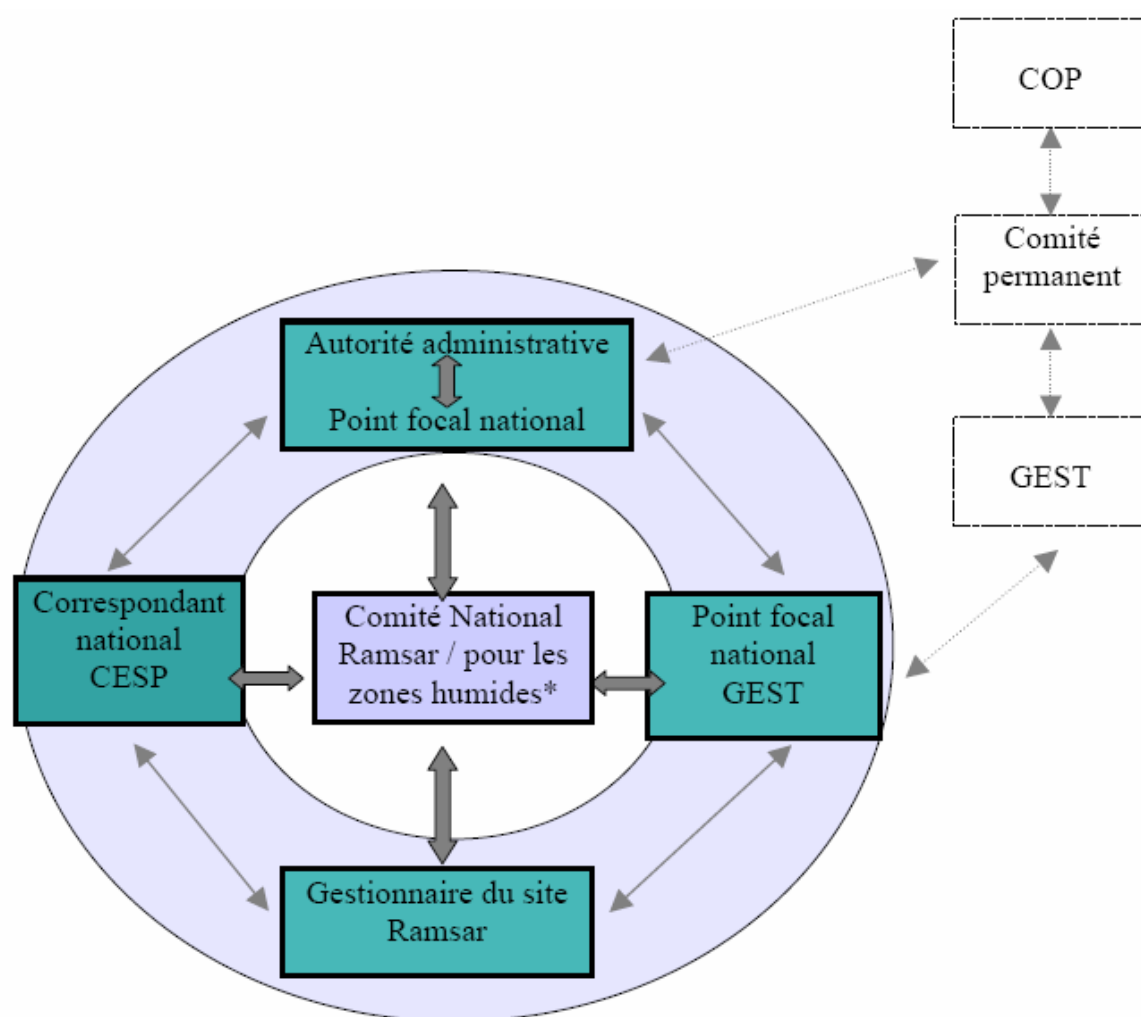 COP
Comité
permanent
GEST
Autorité administrative
Point focal national
Correspondant
national
CESP
Comité National
Ramsar / pour les
zones humides*
Point focal
national
GEST
Gestionnaire du site
Ramsar